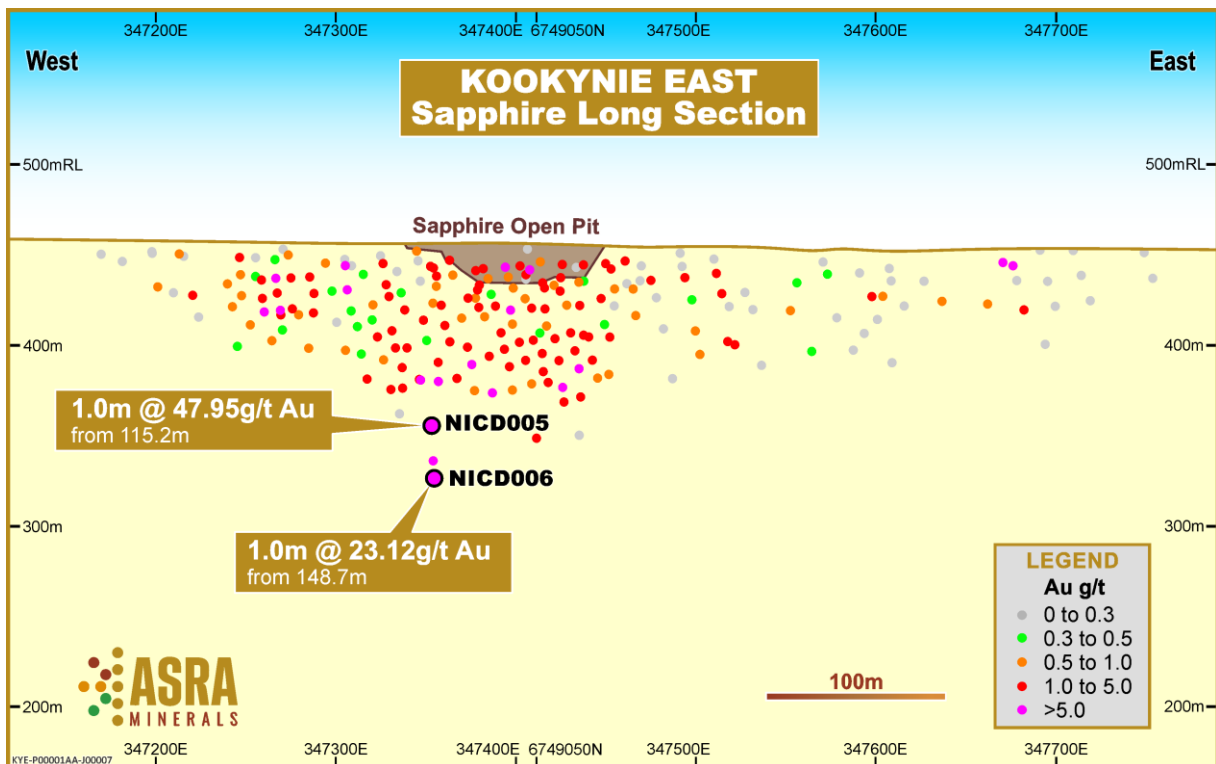 347200E 347300E 347400E 6749050N 347500E 347600E 347700E
West
East
KOOKYNIE EAST
Sapphire Long Section
500mRL 500mRL
Sapphire Open Pit
400m 400m
1.0m @ 47.95g/t Au
from 115.2m
NICD005
NICD006
300m 300m
1.0m @ 23.12g/t Au
from 148.7m
LEGEND
Au g/t
0 to 0.3
0.3 to 0.5
0.5 to 1.0
1.0 to 5.0
>5.0
ASRA
MINERALS
100m
200m 200m
347200E 347300E 347400E 6749050N 347500E 347600E 347700E
KYE-P00001AA-J00007